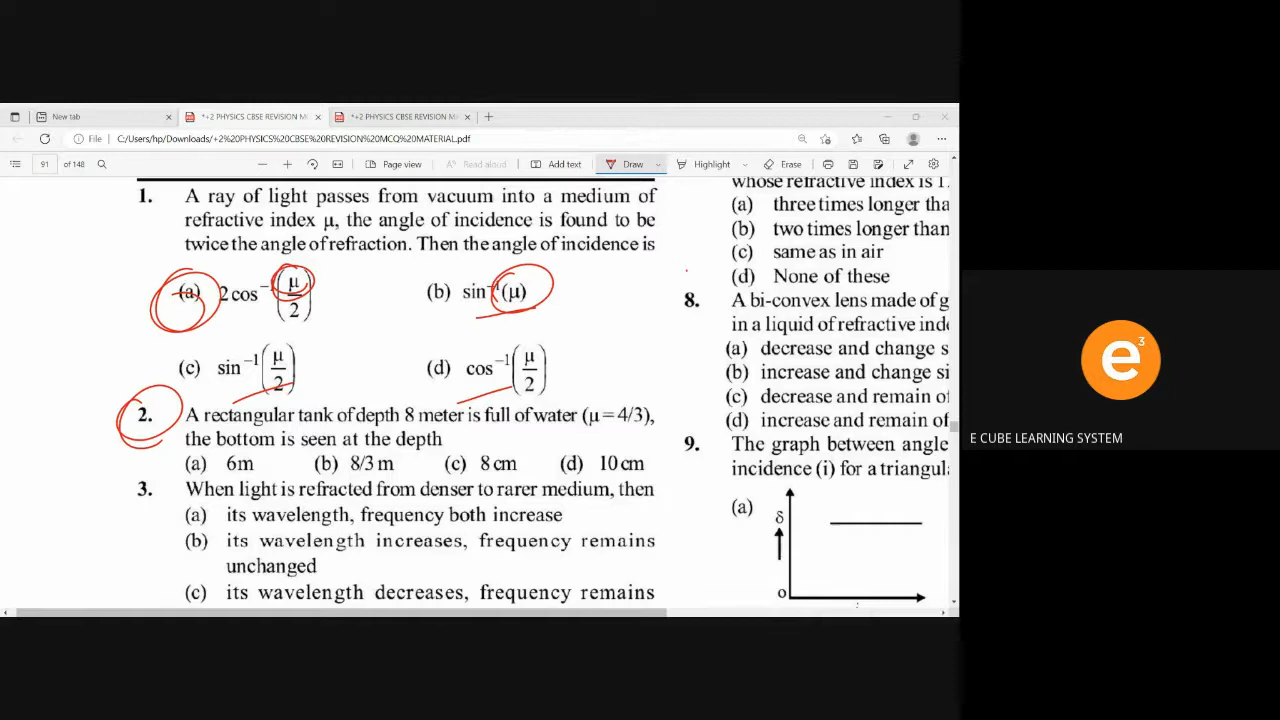 New tab
*+2 PHYSICS CBSE REVISION M
*+2 PHYSICS CBSE REVISION M
File
C:/Users/hp/Downloads/+2%20PHYSICS%20CBSE%20REVISION%20MCQ%20MATERIAL.pdf
91 of 148
Page view
Read aloud
Add text
Draw
Highlight
Erase
1. A ray of light passes from vacuum into a medium of
refractive index μ, the angle of incidence is found to be
twice the angle of refraction. Then the angle of incidence is
(a) 2cos⁻¹(μ/2) (b) sin⁻¹(μ)
(c) sin⁻¹(μ/2) (d) cos⁻¹(μ/2)
2. A rectangular tank of depth 8 meter is full of water (μ=4/3),
the bottom is seen at the depth
(a) 6m (b) 8/3 m (c) 8cm (d) 10cm
3. When light is refracted from denser to rarer medium, then
(a) its wavelength, frequency both increase
(b) its wavelength increases, frequency remains
unchanged
(c) its wavelength decreases, frequency remains
whose refractive index is 1.
(a) three times longer tha
(b) two times longer than
(c) same as in air
(d) None of these
8. A bi-convex lens made of g
in a liquid of refractive inde
(a) decrease and change s
(b) increase and change si
(c) decrease and remain of
(d) increase and remain of
9. The graph between angle
incidence (i) for a triangula
(a)
δ
o
e3
E CUBE LEARNING SYSTEM